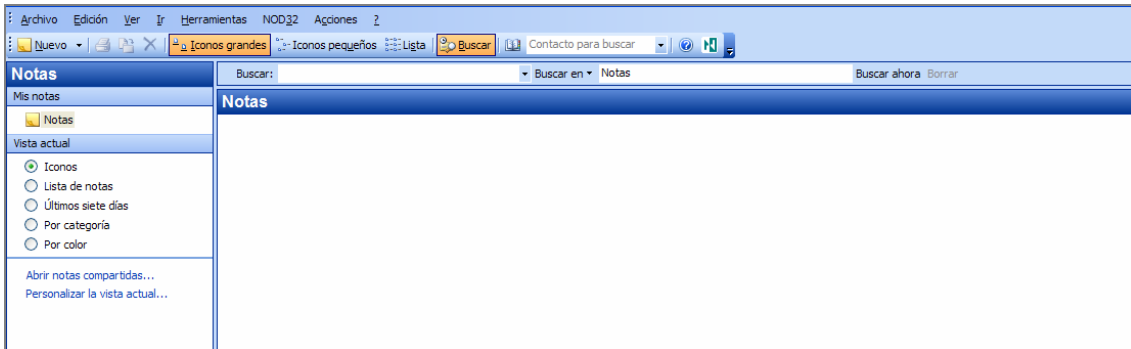 Archivo Edición Ver Ir Herramientas NOD32 Acciones ?
Nuevo Iconos grandes Iconos pequeños Lista Buscar Contacto para buscar
Notas Buscar: Buscar en Notas Buscar ahora Borrar
Mis notas
Notas
Notas
Vista actual
Iconos
Lista de notas
Últimos siete días
Por categoría
Por color
Abrir notas compartidas...
Personalizar la vista actual...